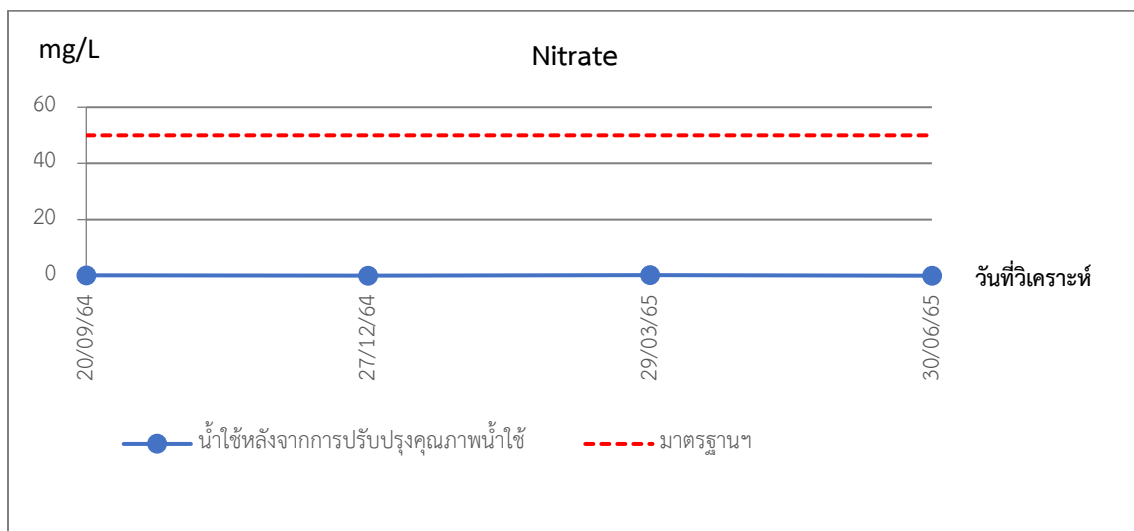 mg/L
Nitrate
60
40
20
0
วันที่วิเคราะห์
20/09/64
27/12/64
29/03/65
30/06/65
น้ำใช้หลังจากการปรับปรุงคุณภาพน้ำใช้
มาตรฐานฯ